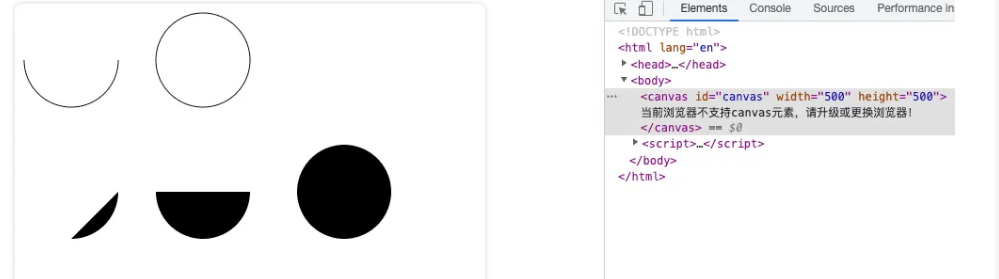 Elements Console Sources Performance in
<!DOCTYPE html>
<html lang="en">
<head>…</head>
<body>
<canvas id="canvas" width="500" height="500">
当前浏览器不支持canvas元素，请升级或更换浏览器！
</canvas> == $0
<script>…</script>
</body>
</html>